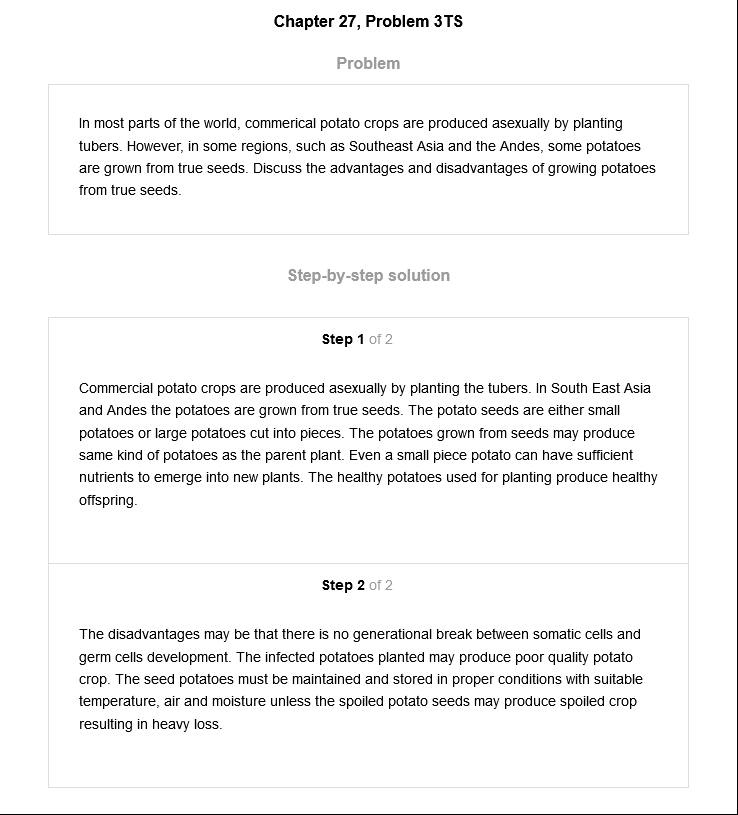 Chapter 27, Problem 3TS
Problem
In most parts of the world, commerical potato crops are produced asexually by planting
tubers. However, in some regions, such as Southeast Asia and the Andes, some potatoes
are grown from true seeds. Discuss the advantages and disadvantages of growing potatoes
from true seeds.
Step-by-step solution
Step 1 of 2
Commercial potato crops are produced asexually by planting the tubers. In South East Asia
and Andes the potatoes are grown from true seeds. The potato seeds are either small
potatoes or large potatoes cut into pieces. The potatoes grown from seeds may produce
same kind of potatoes as the parent plant. Even a small piece potato can have sufficient
nutrients to emerge into new plants. The healthy potatoes used for planting produce healthy
offspring.
Step 2 of 2
The disadvantages may be that there is no generational break between somatic cells and
germ cells development. The infected potatoes planted may produce poor quality potato
crop. The seed potatoes must be maintained and stored in proper conditions with suitable
temperature, air and moisture unless the spoiled potato seeds may produce spoiled crop
resulting in heavy loss.